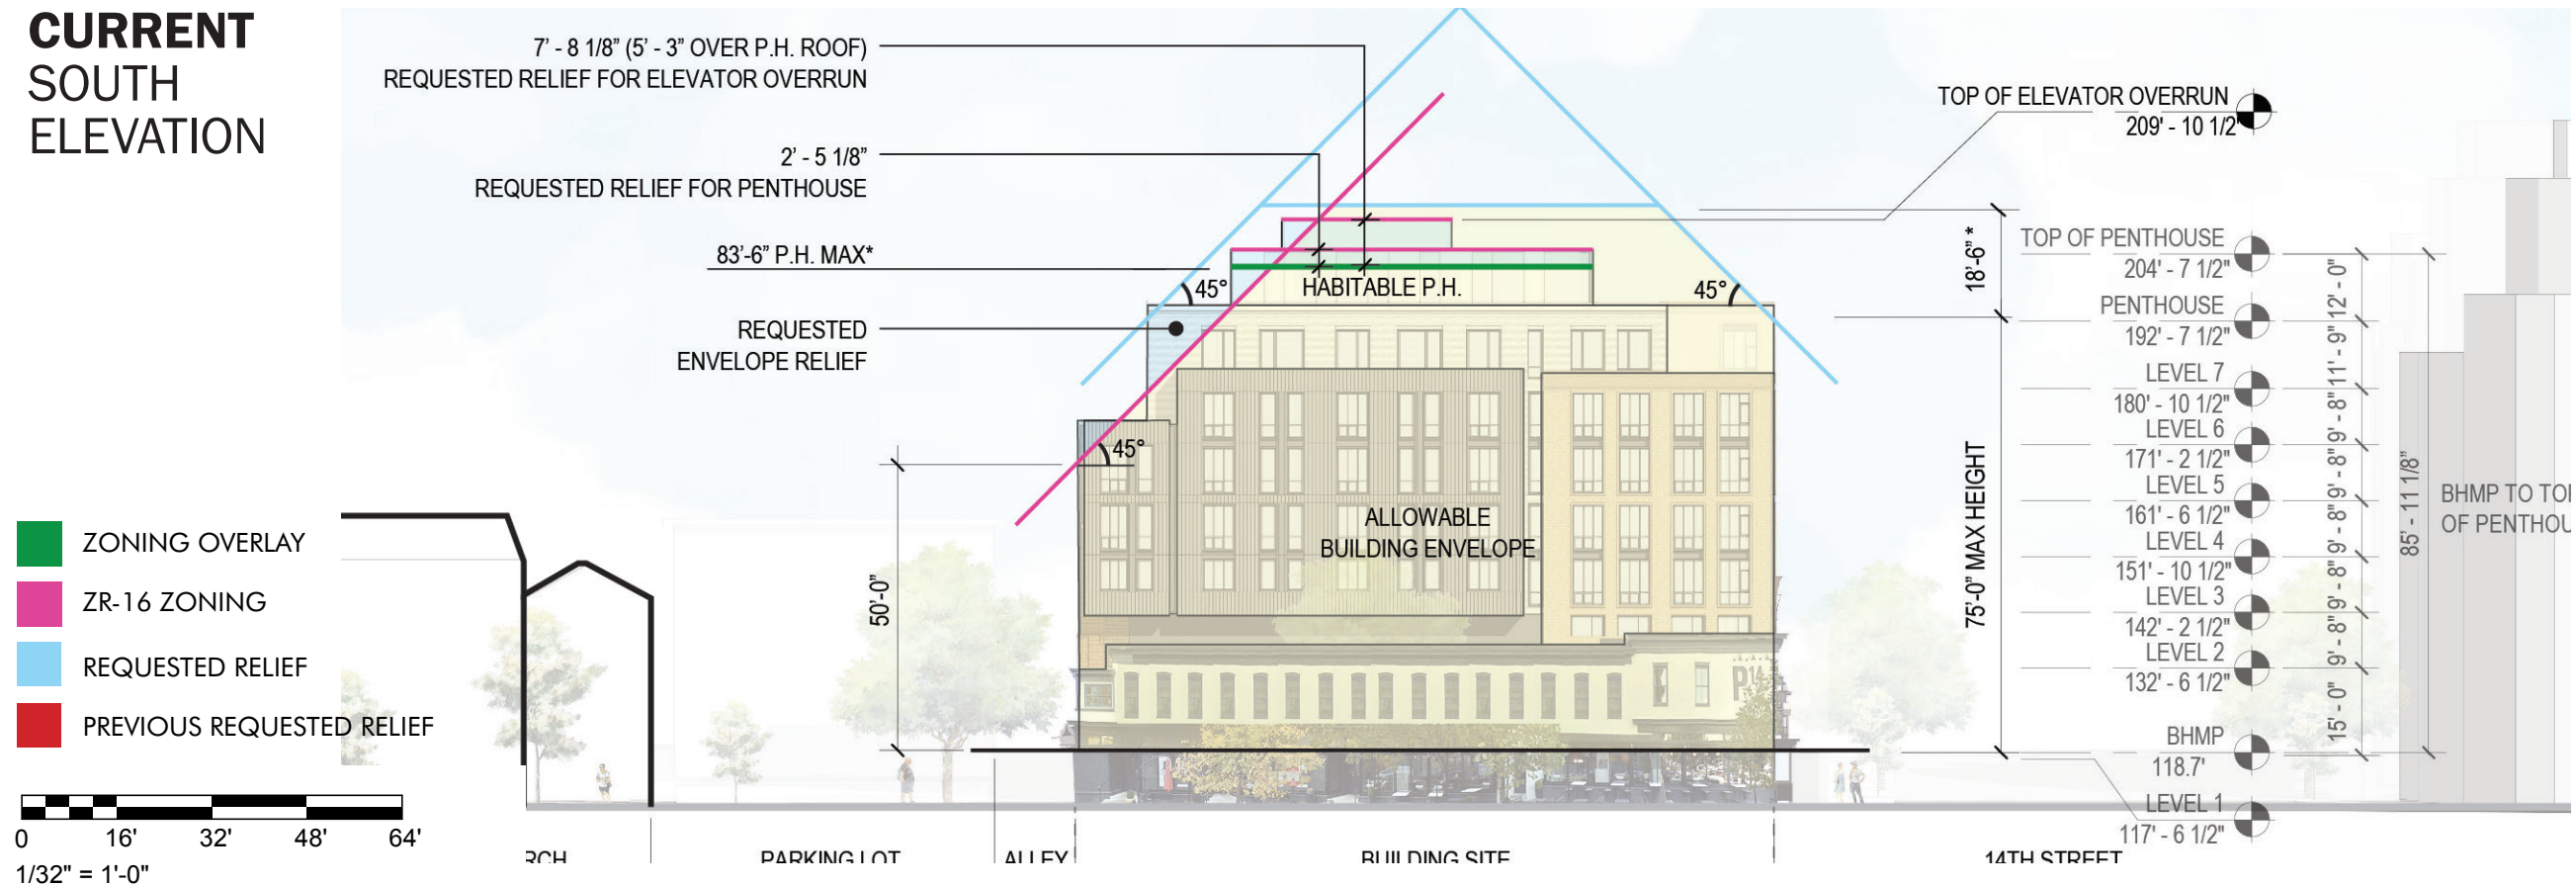 CURRENT
SOUTH
ELEVATION
7' - 8 1/8" (5' - 3" OVER P.H. ROOF)
REQUESTED RELIEF FOR ELEVATOR OVERRUN
2' - 5 1/8"
REQUESTED RELIEF FOR PENTHOUSE
83'-6" P.H. MAX*
REQUESTED
ENVELOPE RELIEF
45°
HABITABLE P.H.
45°
45°
ALLOWABLE
BUILDING ENVELOPE
50'-0"
P14
TOP OF ELEVATOR OVERRUN
209' - 10 1/2"
18'-6" *
75'-0" MAX HEIGHT
TOP OF PENTHOUSE
204' - 7 1/2"
PENTHOUSE
192' - 7 1/2"
LEVEL 7
180' - 10 1/2"
LEVEL 6
171' - 2 1/2"
LEVEL 5
161' - 6 1/2"
LEVEL 4
151' - 10 1/2"
LEVEL 3
142' - 2 1/2"
LEVEL 2
132' - 6 1/2"
BHMP
118.7'
LEVEL 1
117' - 6 1/2"
12' - 0"
11' - 9"
9' - 8"
9' - 8"
9' - 8"
9' - 8"
9' - 8"
15' - 0"
85' - 11 1/8"
BHMP TO TOP
OF PENTHOU
ZONING OVERLAY
ZR-16 ZONING
REQUESTED RELIEF
PREVIOUS REQUESTED RELIEF
0 16' 32' 48' 64'
1/32" = 1'-0"
RCH
PARKING LOT
ALLEY
BUILDING SITE
14TH STREET